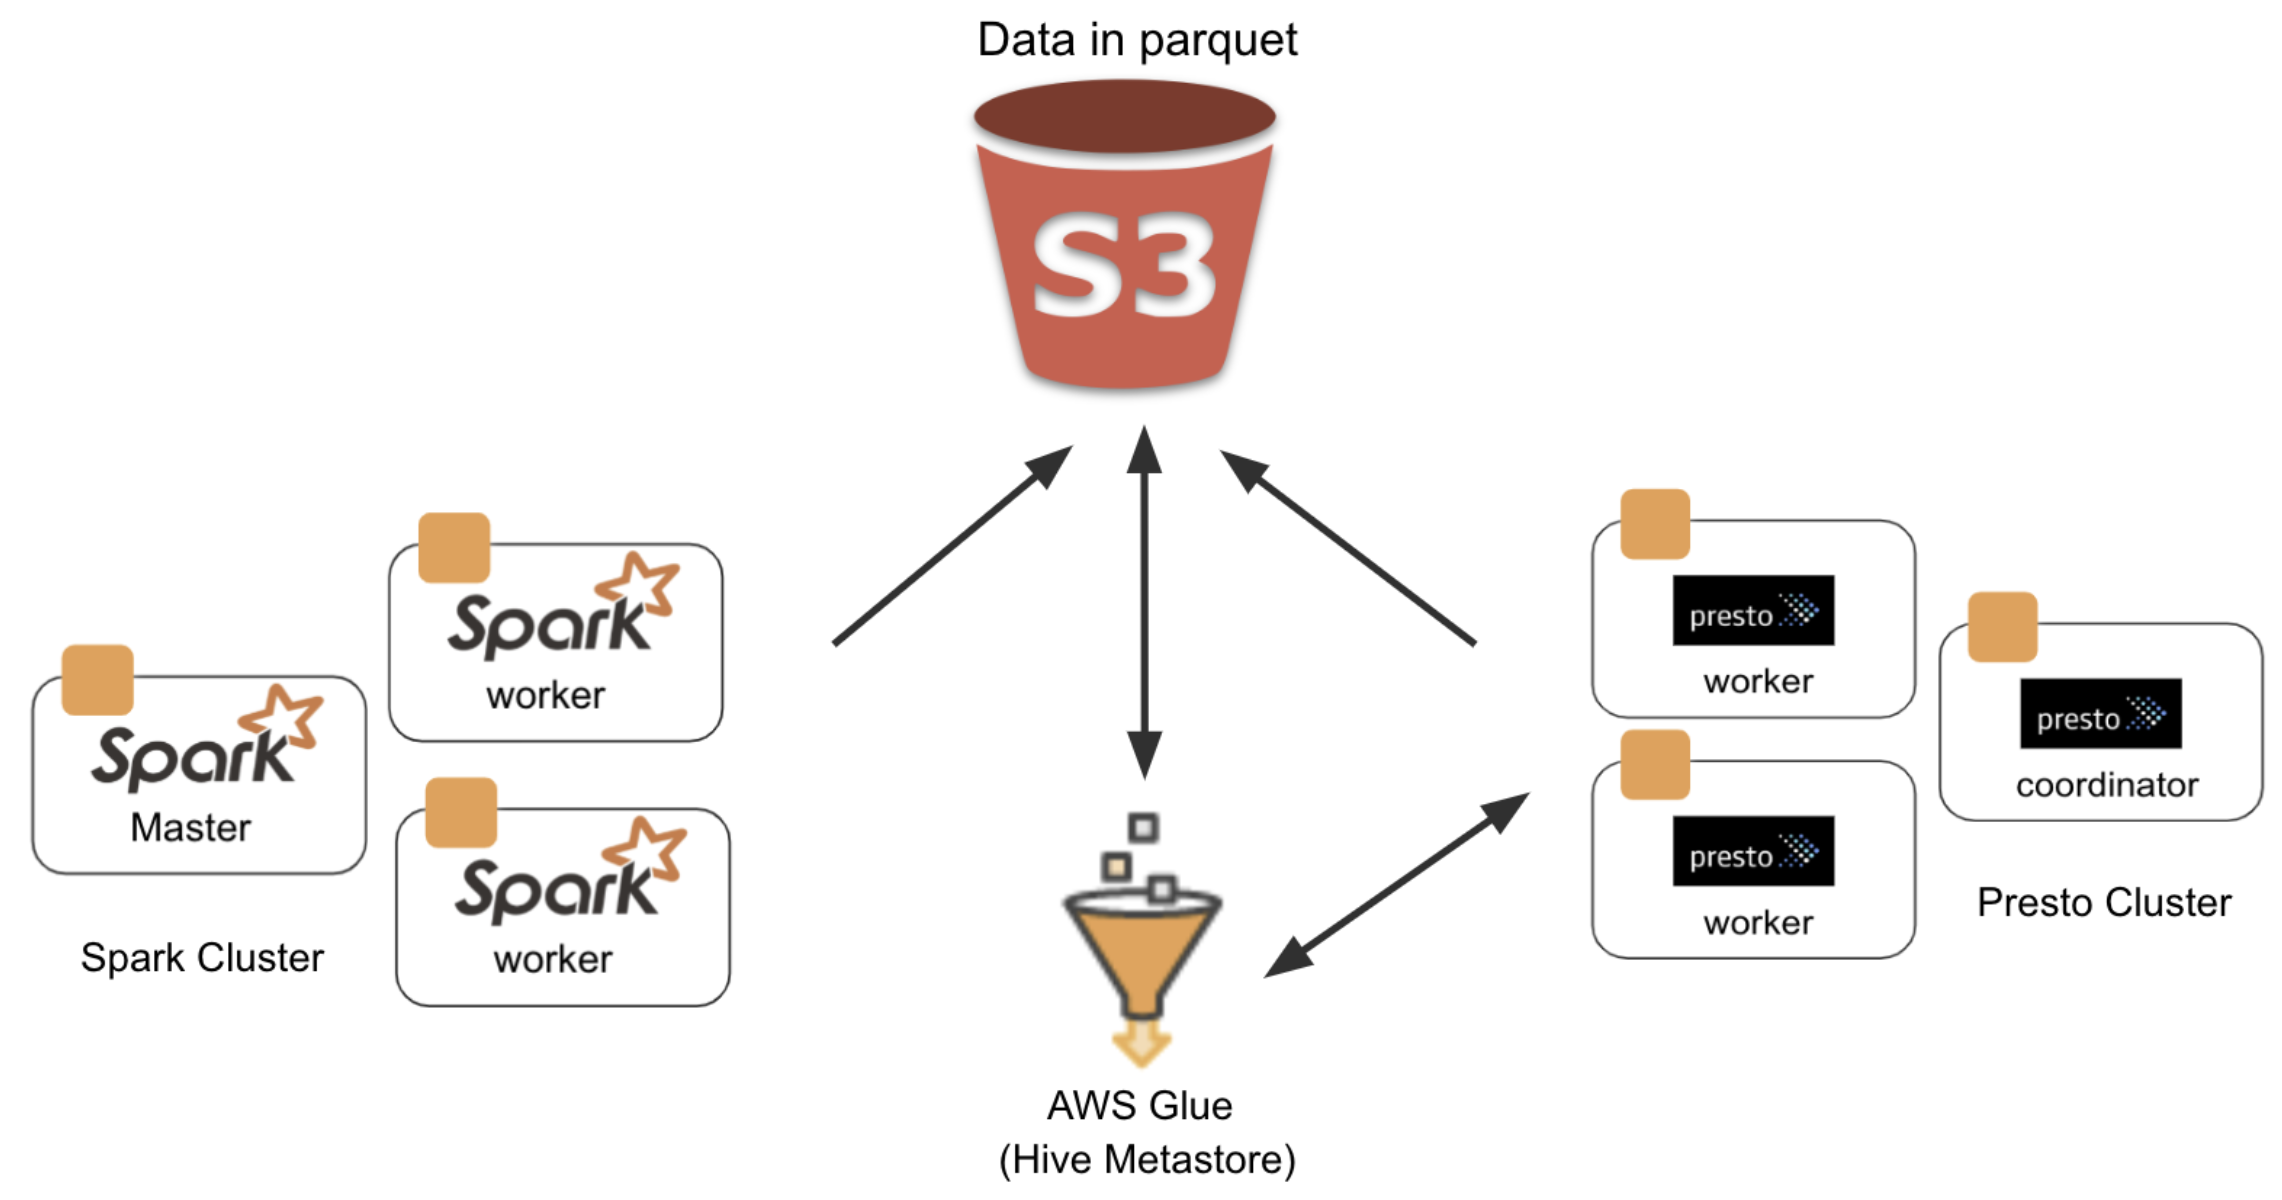 Data in parquet
S3
Spark
worker
Spark
Master
Spark
worker
Spark Cluster
presto
worker
presto
coordinator
presto
worker
Presto Cluster
AWS Glue
(Hive Metastore)